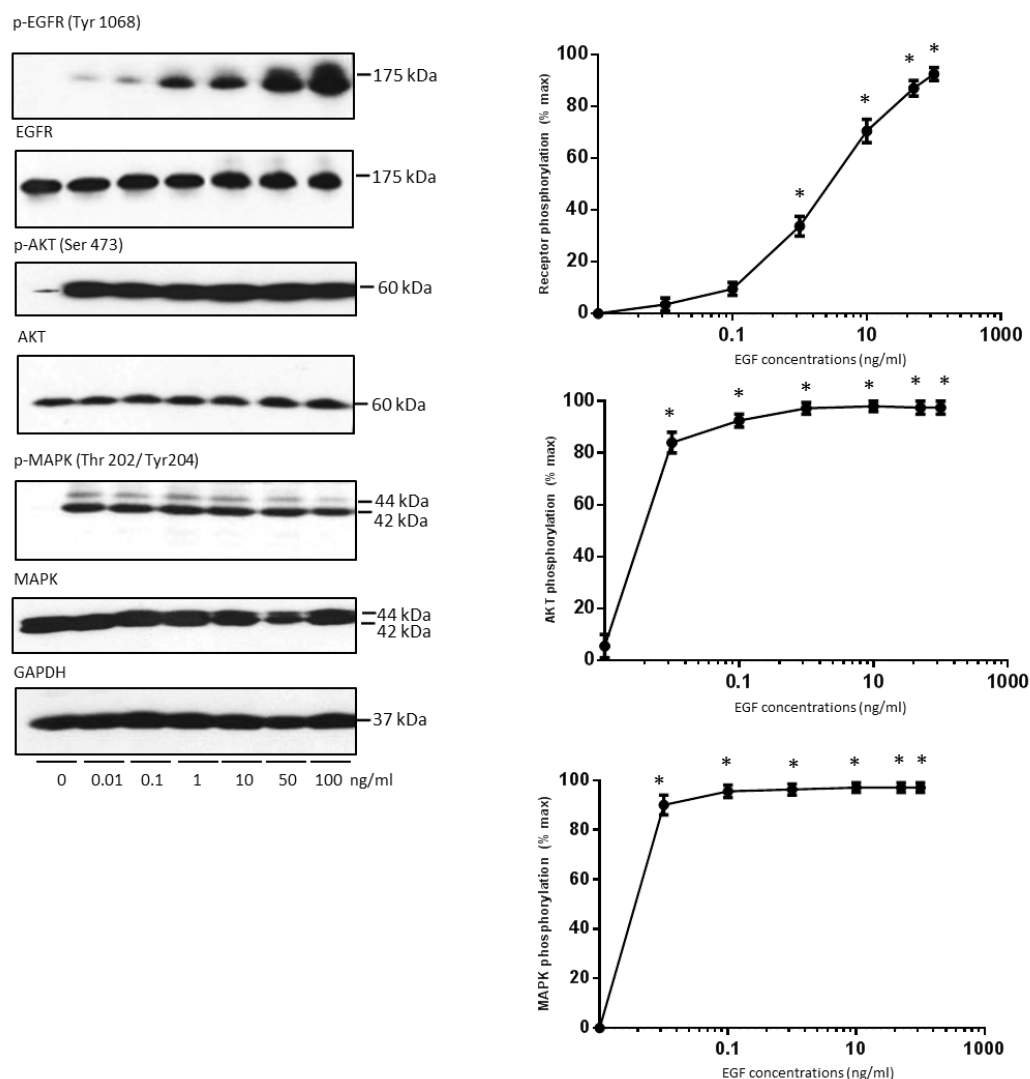 p-EGFR (Tyr 1068)
175 kDa
EGFR
175 kDa
p-AKT (Ser 473)
60 kDa
AKT
60 kDa
p-MAPK (Thr 202/ Tyr204)
44 kDa
42 kDa
MAPK
44 kDa
42 kDa
GAPDH
37 kDa
0 0.01 0.1 1 10 50 100 ng/ml
Receptor phosphorylation (% max)
100
80
60
40
20
0
* * * *
0.1 10 1000
EGF concentrations (ng/ml)
AKT phosphorylation (% max)
100
80
60
40
20
0
* * * * * *
0.1 10 1000
EGF concentrations (ng/ml)
MAPK phosphorylation (% max)
100
80
60
40
20
0
* * * * * *
0.1 10 1000
EGF concentrations (ng/ml)